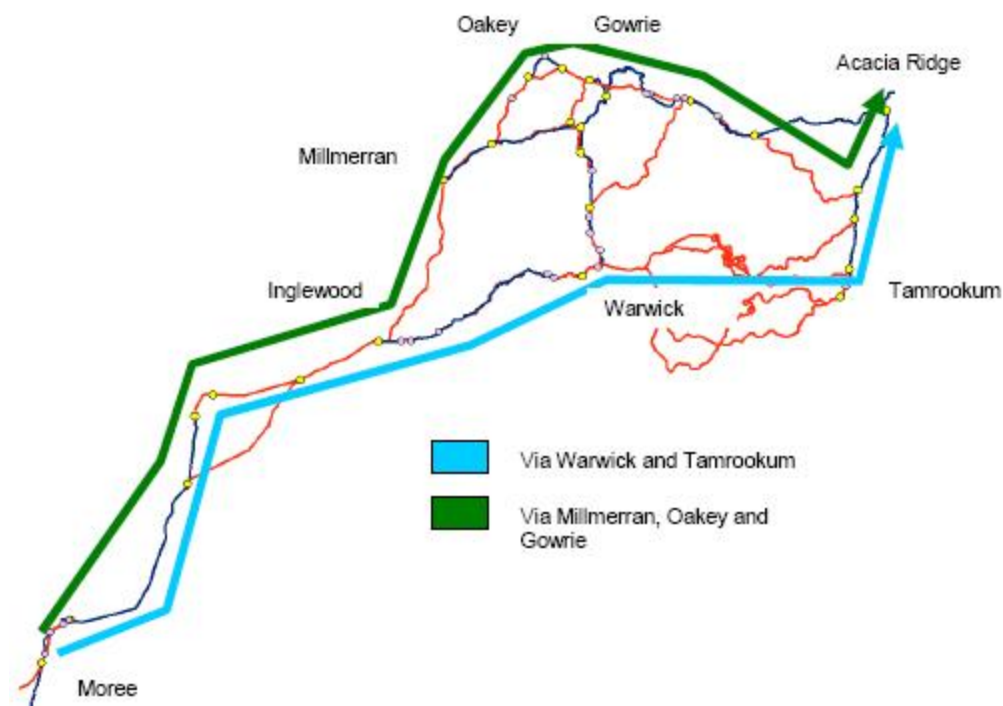 Oakey
Gowrie
Acacia Ridge
Millmerran
Inglewood
Warwick
Tamrookum
Via Warwick and Tamrookum
Via Millmerran, Oakey and
Gowrie
Moree